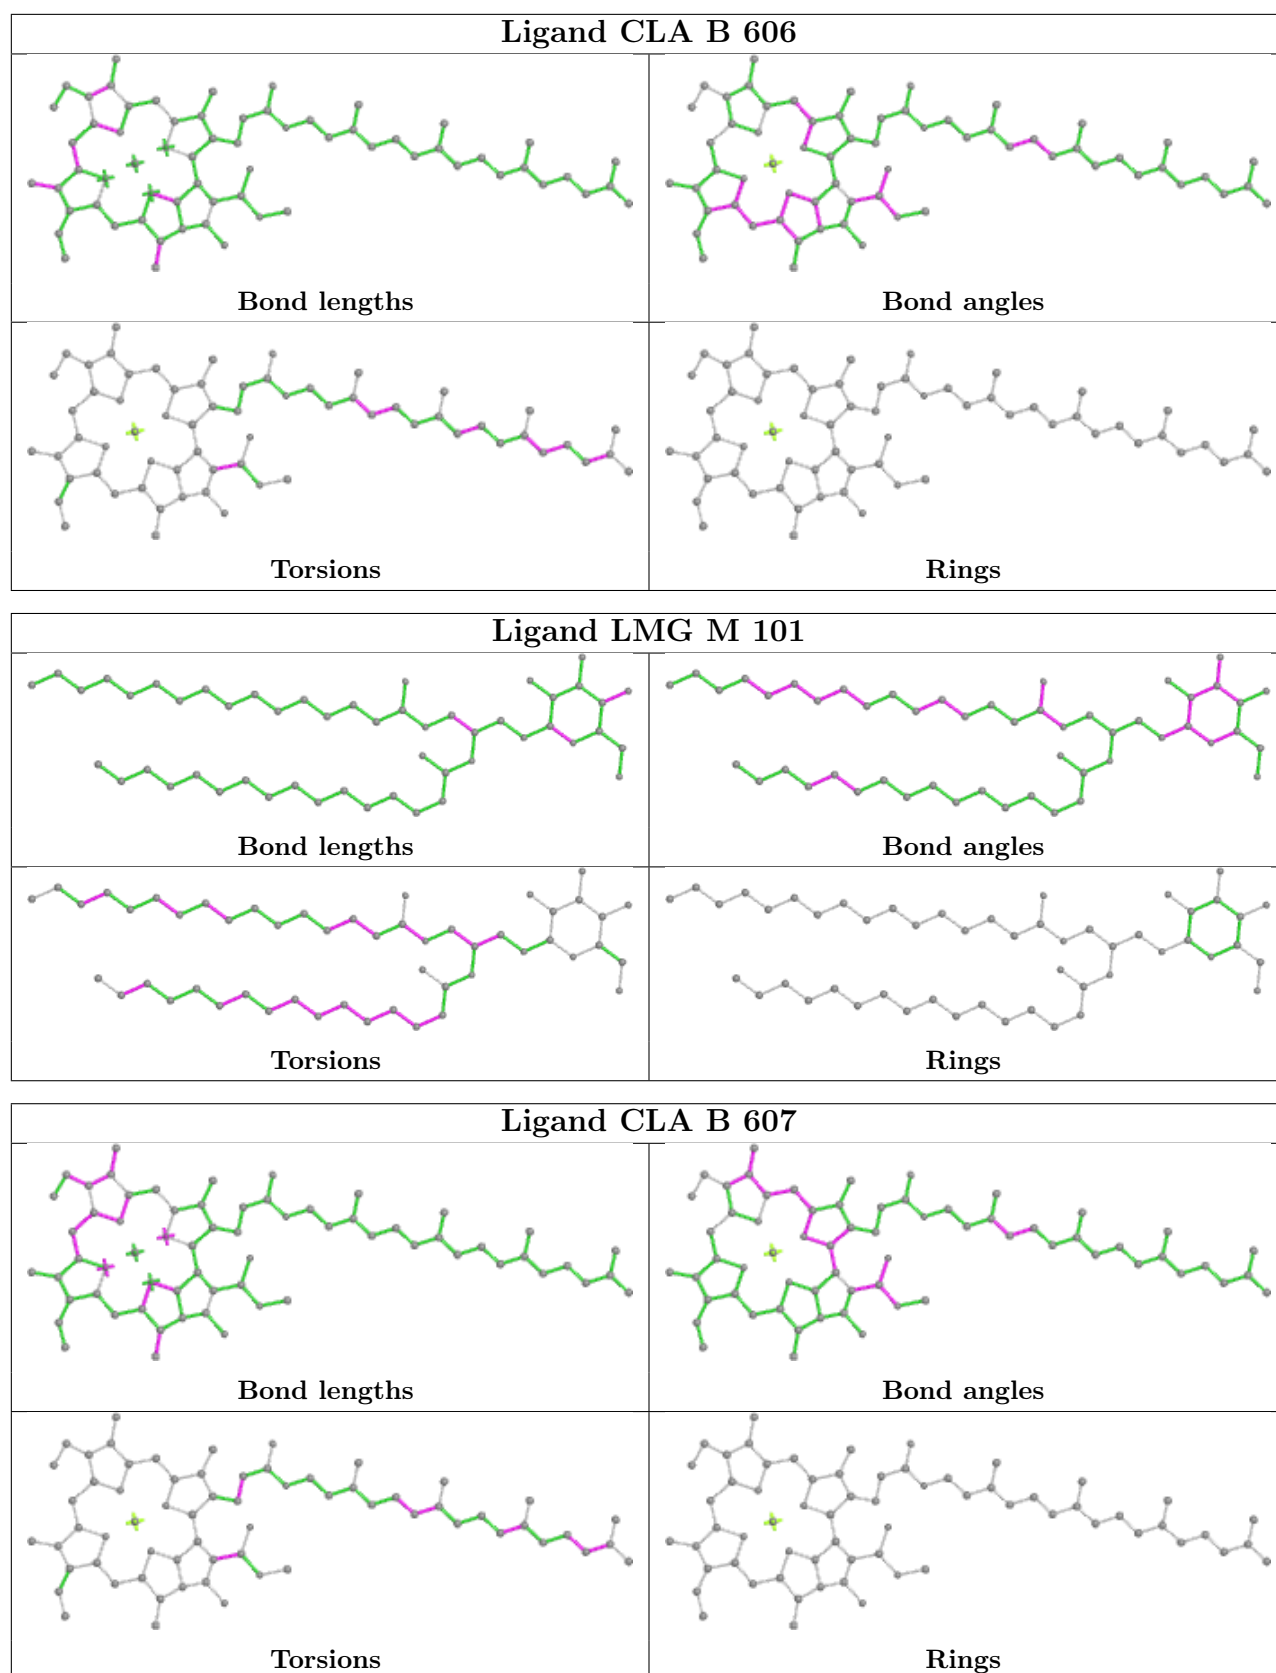 Ligand CLA B 606
Bond lengths
Bond angles
Torsions
Rings
Ligand LMG M 101
Bond lengths
Bond angles
Torsions
Rings
Ligand CLA B 607
Bond lengths
Bond angles
Torsions
Rings